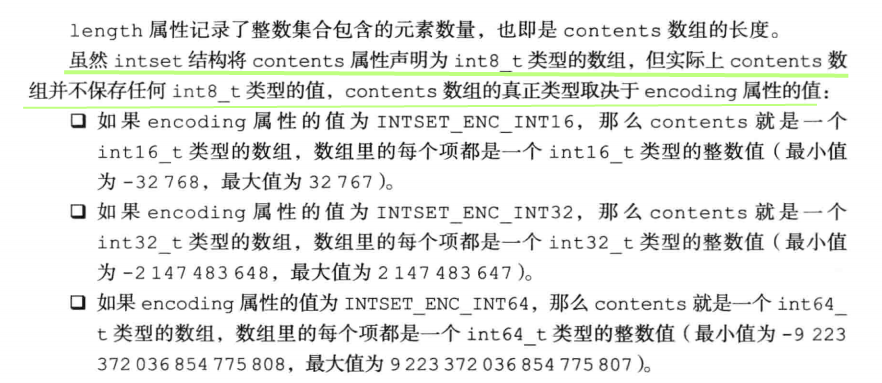 length 属性记录了整数集合包含的元素数量，也即是 contents 数组的长度。
虽然 intset 结构将 contents 属性声明为 int8_t 类型的数组，但实际上 contents 数
组并不保存任何 int8_t 类型的值，contents 数组的真正类型取决于 encoding 属性的值：
❑ 如果 encoding 属性的值为 INTSET_ENC_INT16，那么 contents 就是一个
int16_t 类型的数组，数组里的每个项都是一个 int16_t 类型的整数值（最小值
为 -32 768，最大值为 32 767）。
❑ 如果 encoding 属性的值为 INTSET_ENC_INT32，那么 contents 就是一个
int32_t 类型的数组，数组里的每个项都是一个 int32_t 类型的整数值（最小值
为 -2 147 483 648，最大值为 2 147 483 647）。
❑ 如果 encoding 属性的值为 INTSET_ENC_INT64，那么 contents 就是一个 int64_
t 类型的数组，数组里的每个项都是一个 int64_t 类型的整数值（最小值为 -9 223
372 036 854 775 808，最大值为 9 223 372 036 854 775 807）。